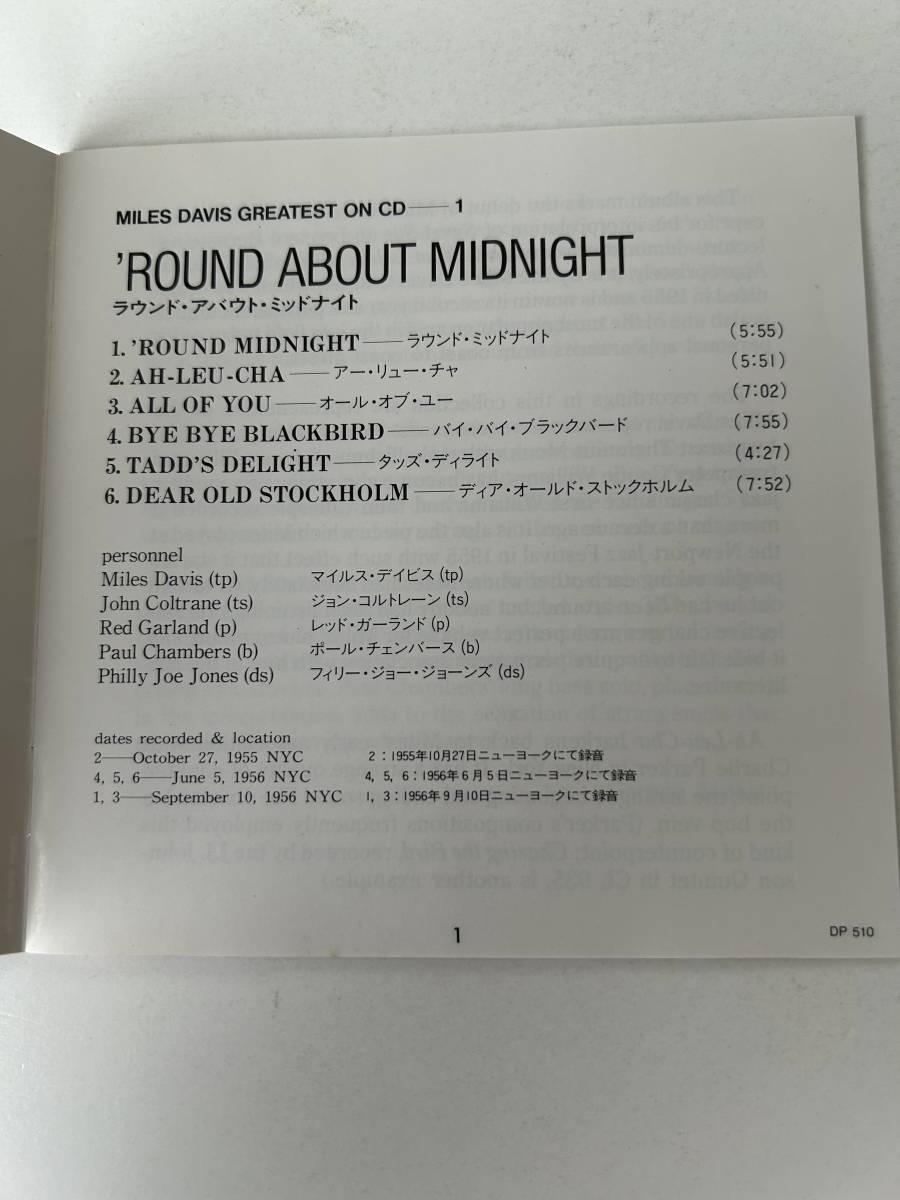 MILES DAVIS GREATEST ON CD——1
’ROUND ABOUT MIDNIGHT
ラウンド・アバウト・ミッドナイト
1. ’ROUND MIDNIGHT——ラウンド・ミッドナイト (5:55)
2. AH-LEU-CHA——アー・リュー・チャ (5:51)
3. ALL OF YOU——オール・オブ・ユー (7:02)
4. BYE BYE BLACKBIRD——バイ・バイ・ブラックバード (7:55)
5. TADD'S DELIGHT——タッズ・ディライト (4:27)
6. DEAR OLD STOCKHOLM——ディア・オールド・ストックホルム (7:52)
personnel
Miles Davis (tp) マイルス・デイビス (tp)
John Coltrane (ts) ジョン・コルトレーン (ts)
Red Garland (p) レッド・ガーランド (p)
Paul Chambers (b) ポール・チェンバース (b)
Philly Joe Jones (ds) フィリー・ジョー・ジョーンズ (ds)
dates recorded & location
2——October 27, 1955 NYC 2：1955年10月27日ニューヨークにて録音
4, 5, 6——June 5, 1956 NYC 4, 5, 6：1956年6月5日ニューヨークにて録音
1, 3——September 10, 1956 NYC 1, 3：1956年9月10日ニューヨークにて録音
1
DP 510